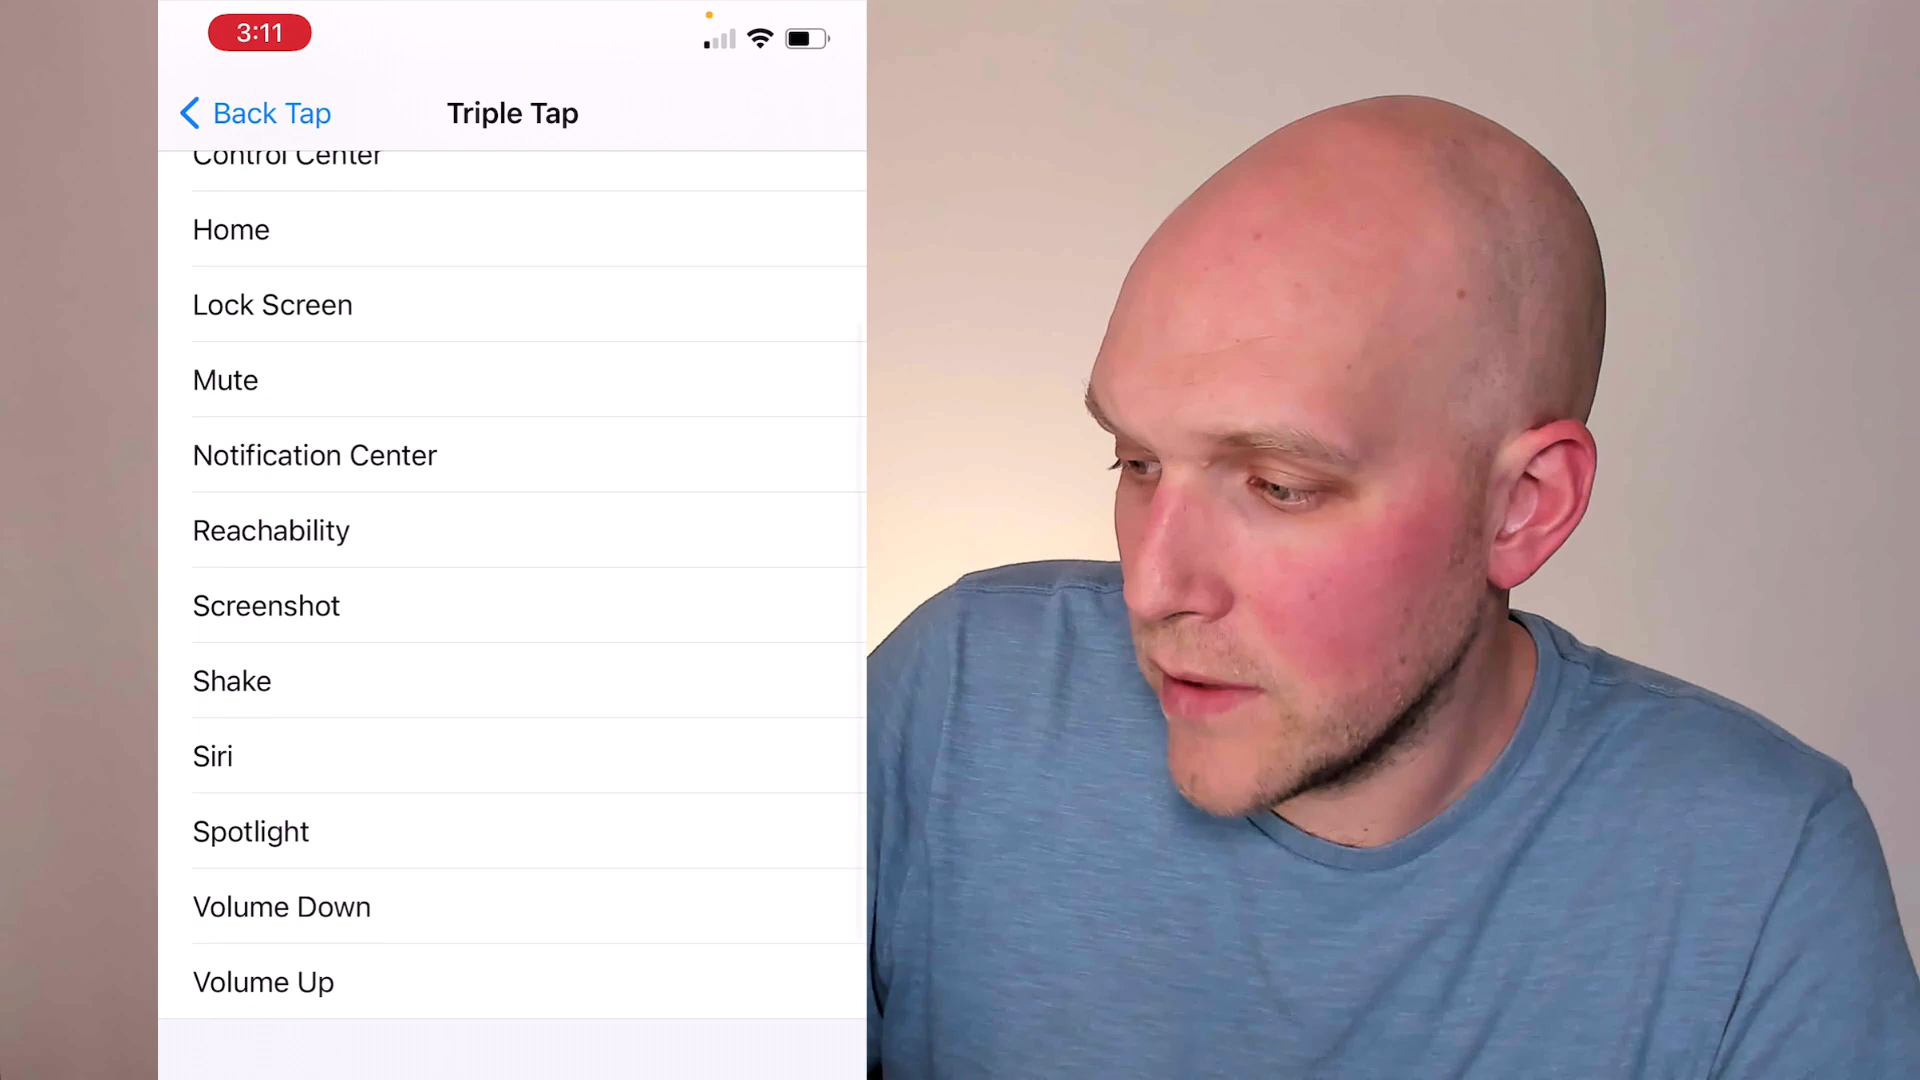 3:11
Back Tap
Triple Tap
Control Center
Home
Lock Screen
Mute
Notification Center
Reachability
Screenshot
Shake
Siri
Spotlight
Volume Down
Volume Up